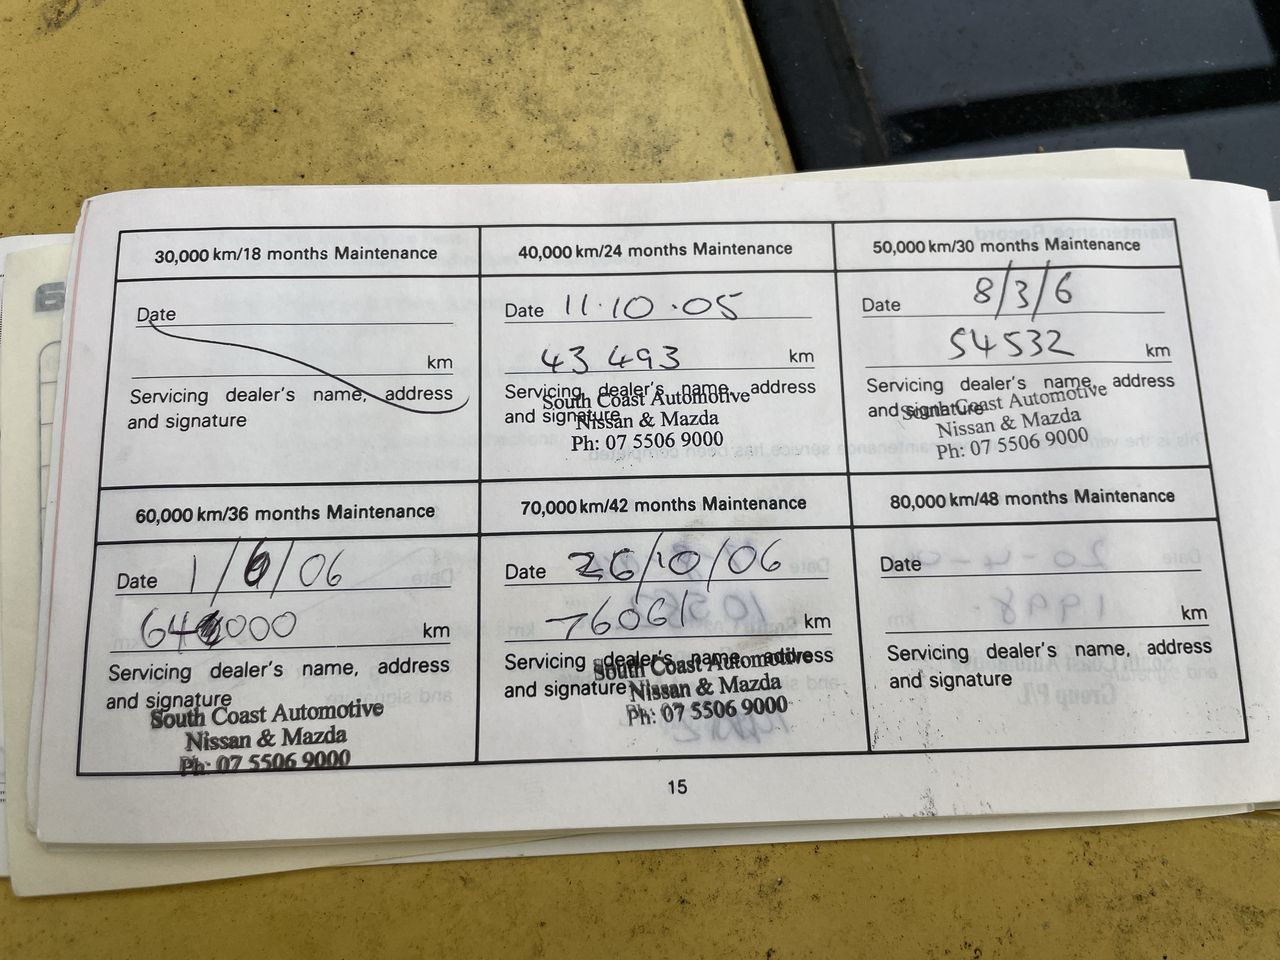 30,000 km/18 months Maintenance
Date
km
Servicing dealer's name, address
and signature
40,000 km/24 months Maintenance
Date 11·10·05
43 493 km
Servicing dealer's name, address
and signature
South Coast Automotive
Nissan & Mazda
Ph: 07 5506 9000
50,000 km/30 months Maintenance
Date 8/3/6
54532 km
Servicing dealer's name, address
and signature
South Coast Automotive
Nissan & Mazda
Ph: 07 5506 9000
60,000 km/36 months Maintenance
Date 1/6/06
64000 km
Servicing dealer's name, address
and signature
South Coast Automotive
Nissan & Mazda
Ph: 07 5506 9000
70,000 km/42 months Maintenance
Date 26/10/06
76061 km
Servicing dealer's name, address
and signature
South Coast Automotive
Nissan & Mazda
Ph: 07 5506 9000
80,000 km/48 months Maintenance
Date
km
Servicing dealer's name, address
and signature
15